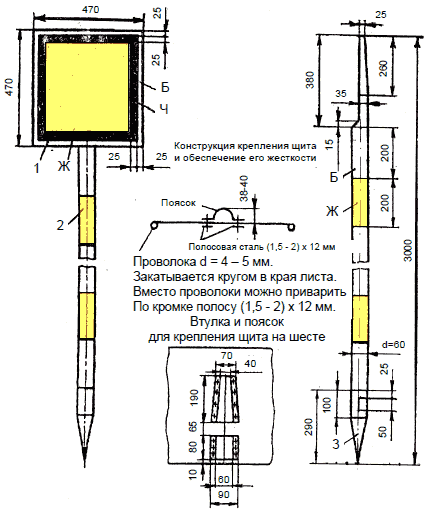 470
25
25
470
Б
Ч
1
Ж
25
25
2
Конструкция крепления щита
и обеспечение его жесткости
Поясок
38-40
Полосовая сталь (1,5 - 2) х 12 мм
Проволока d = 4 – 5 мм.
Закатывается кругом в края листа.
Вместо проволоки можно приварить
По кромке полосу (1,5 - 2) х 12 мм.
Втулка и поясок
для крепления щита на шесте
70
40
190
65
80
10
60
90
25
380
260
35
15
Б
200
Ж
200
3000
d=60
25
100
290
50
3